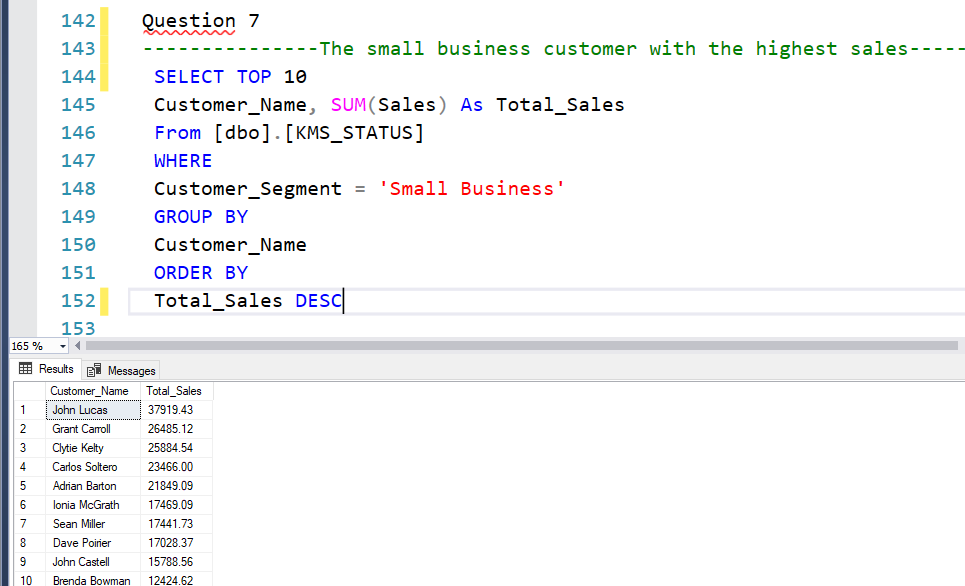 142 Question 7
143 ---------------The small business customer with the highest sales-----
144 SELECT TOP 10
145 Customer_Name, SUM(Sales) As Total_Sales
146 From [dbo].[KMS_STATUS]
147 WHERE
148 Customer_Segment = 'Small Business'
149 GROUP BY
150 Customer_Name
151 ORDER BY
152 Total_Sales DESC
153
165 %
Results Messages
Customer_Name Total_Sales
1 John Lucas 37919.43
2 Grant Carroll 26485.12
3 Clytie Kelty 25884.54
4 Carlos Soltero 23466.00
5 Adrian Barton 21849.09
6 Ionia McGrath 17469.09
7 Sean Miller 17441.73
8 Dave Poirier 17028.37
9 John Castell 15788.56
10 Brenda Bowman 12424.62